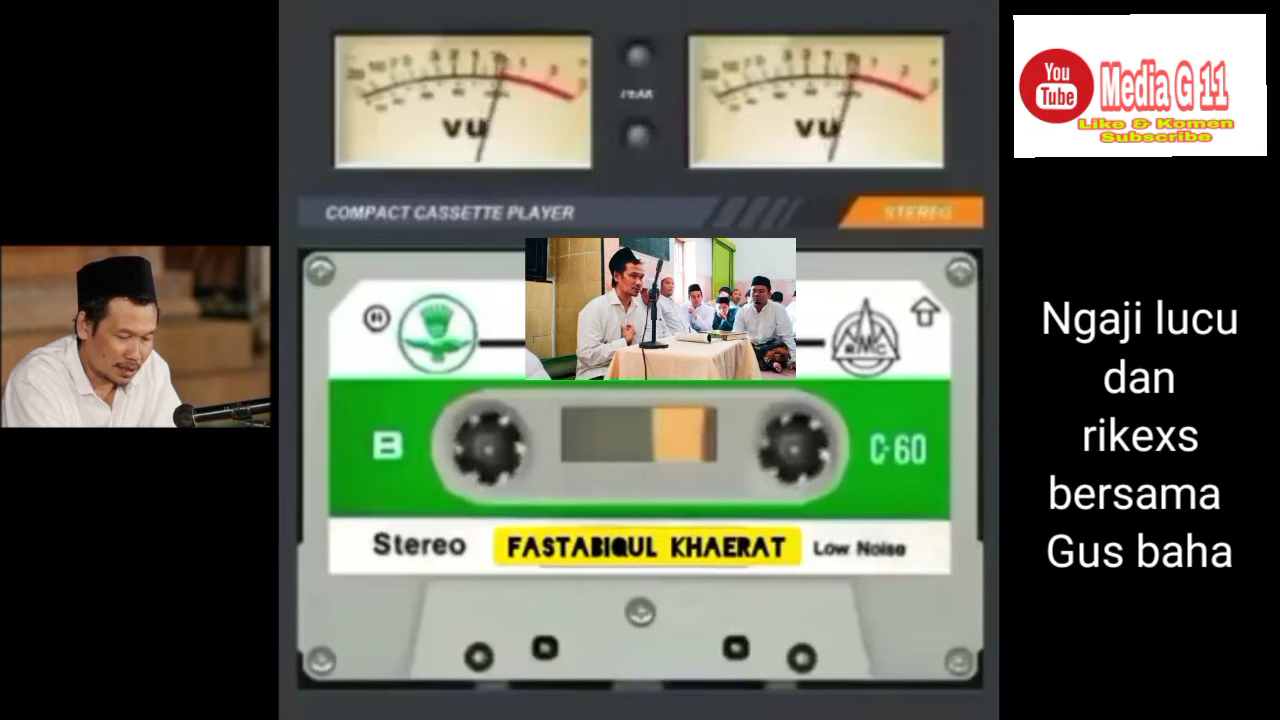 vu
PEAK
vu
COMPACT CASSETTE PLAYER
STEREO
You
Tube
Media G 11
Like & Komen
Subscribe
B
C-60
Stereo
FASTABIQUL KHAERAT
Low Noise
Ngaji lucu
dan
rikexs
bersama
Gus baha